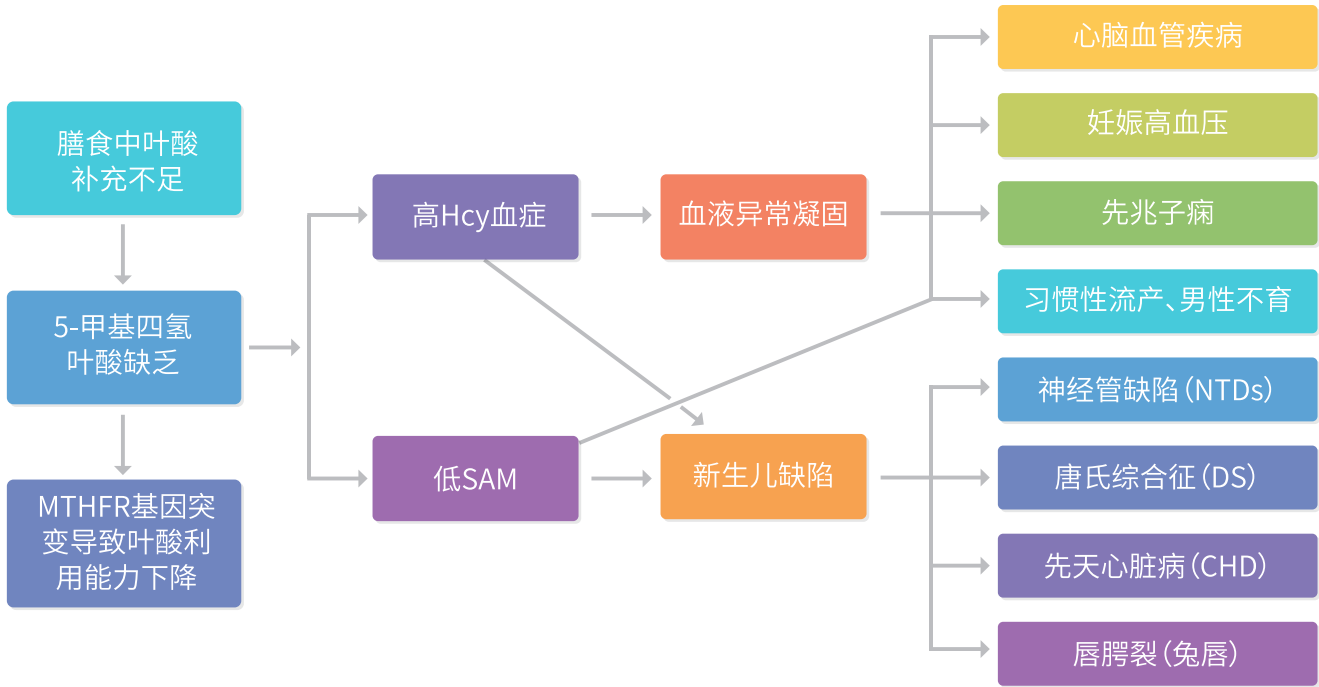 膳食中叶酸
补充不足
5-甲基四氢
叶酸缺乏
MTHFR基因突
变导致叶酸利
用能力下降
高Hcy血症
低SAM
血液异常凝固
新生儿缺陷
心脑血管疾病
妊娠高血压
先兆子痫
习惯性流产、男性不育
神经管缺陷(NTDs)
唐氏综合征(DS)
先天心脏病(CHD)
唇腭裂(兔唇)